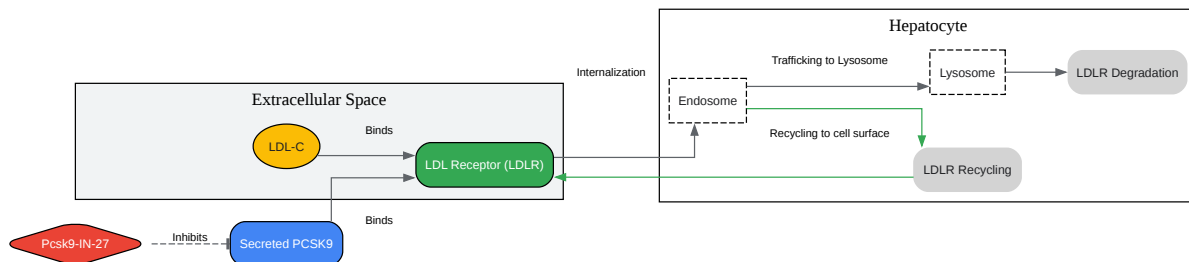 Hepatocyte
Trafficking to Lysosome
Lysosome
LDLR Degradation
Internalization
Endosome
Extracellular Space
Binds
LDL-C
LDL Receptor (LDLR)
Recycling to cell surface
LDLR Recycling
Binds
Pcsk9-IN-27
Inhibits
Secreted PCSK9